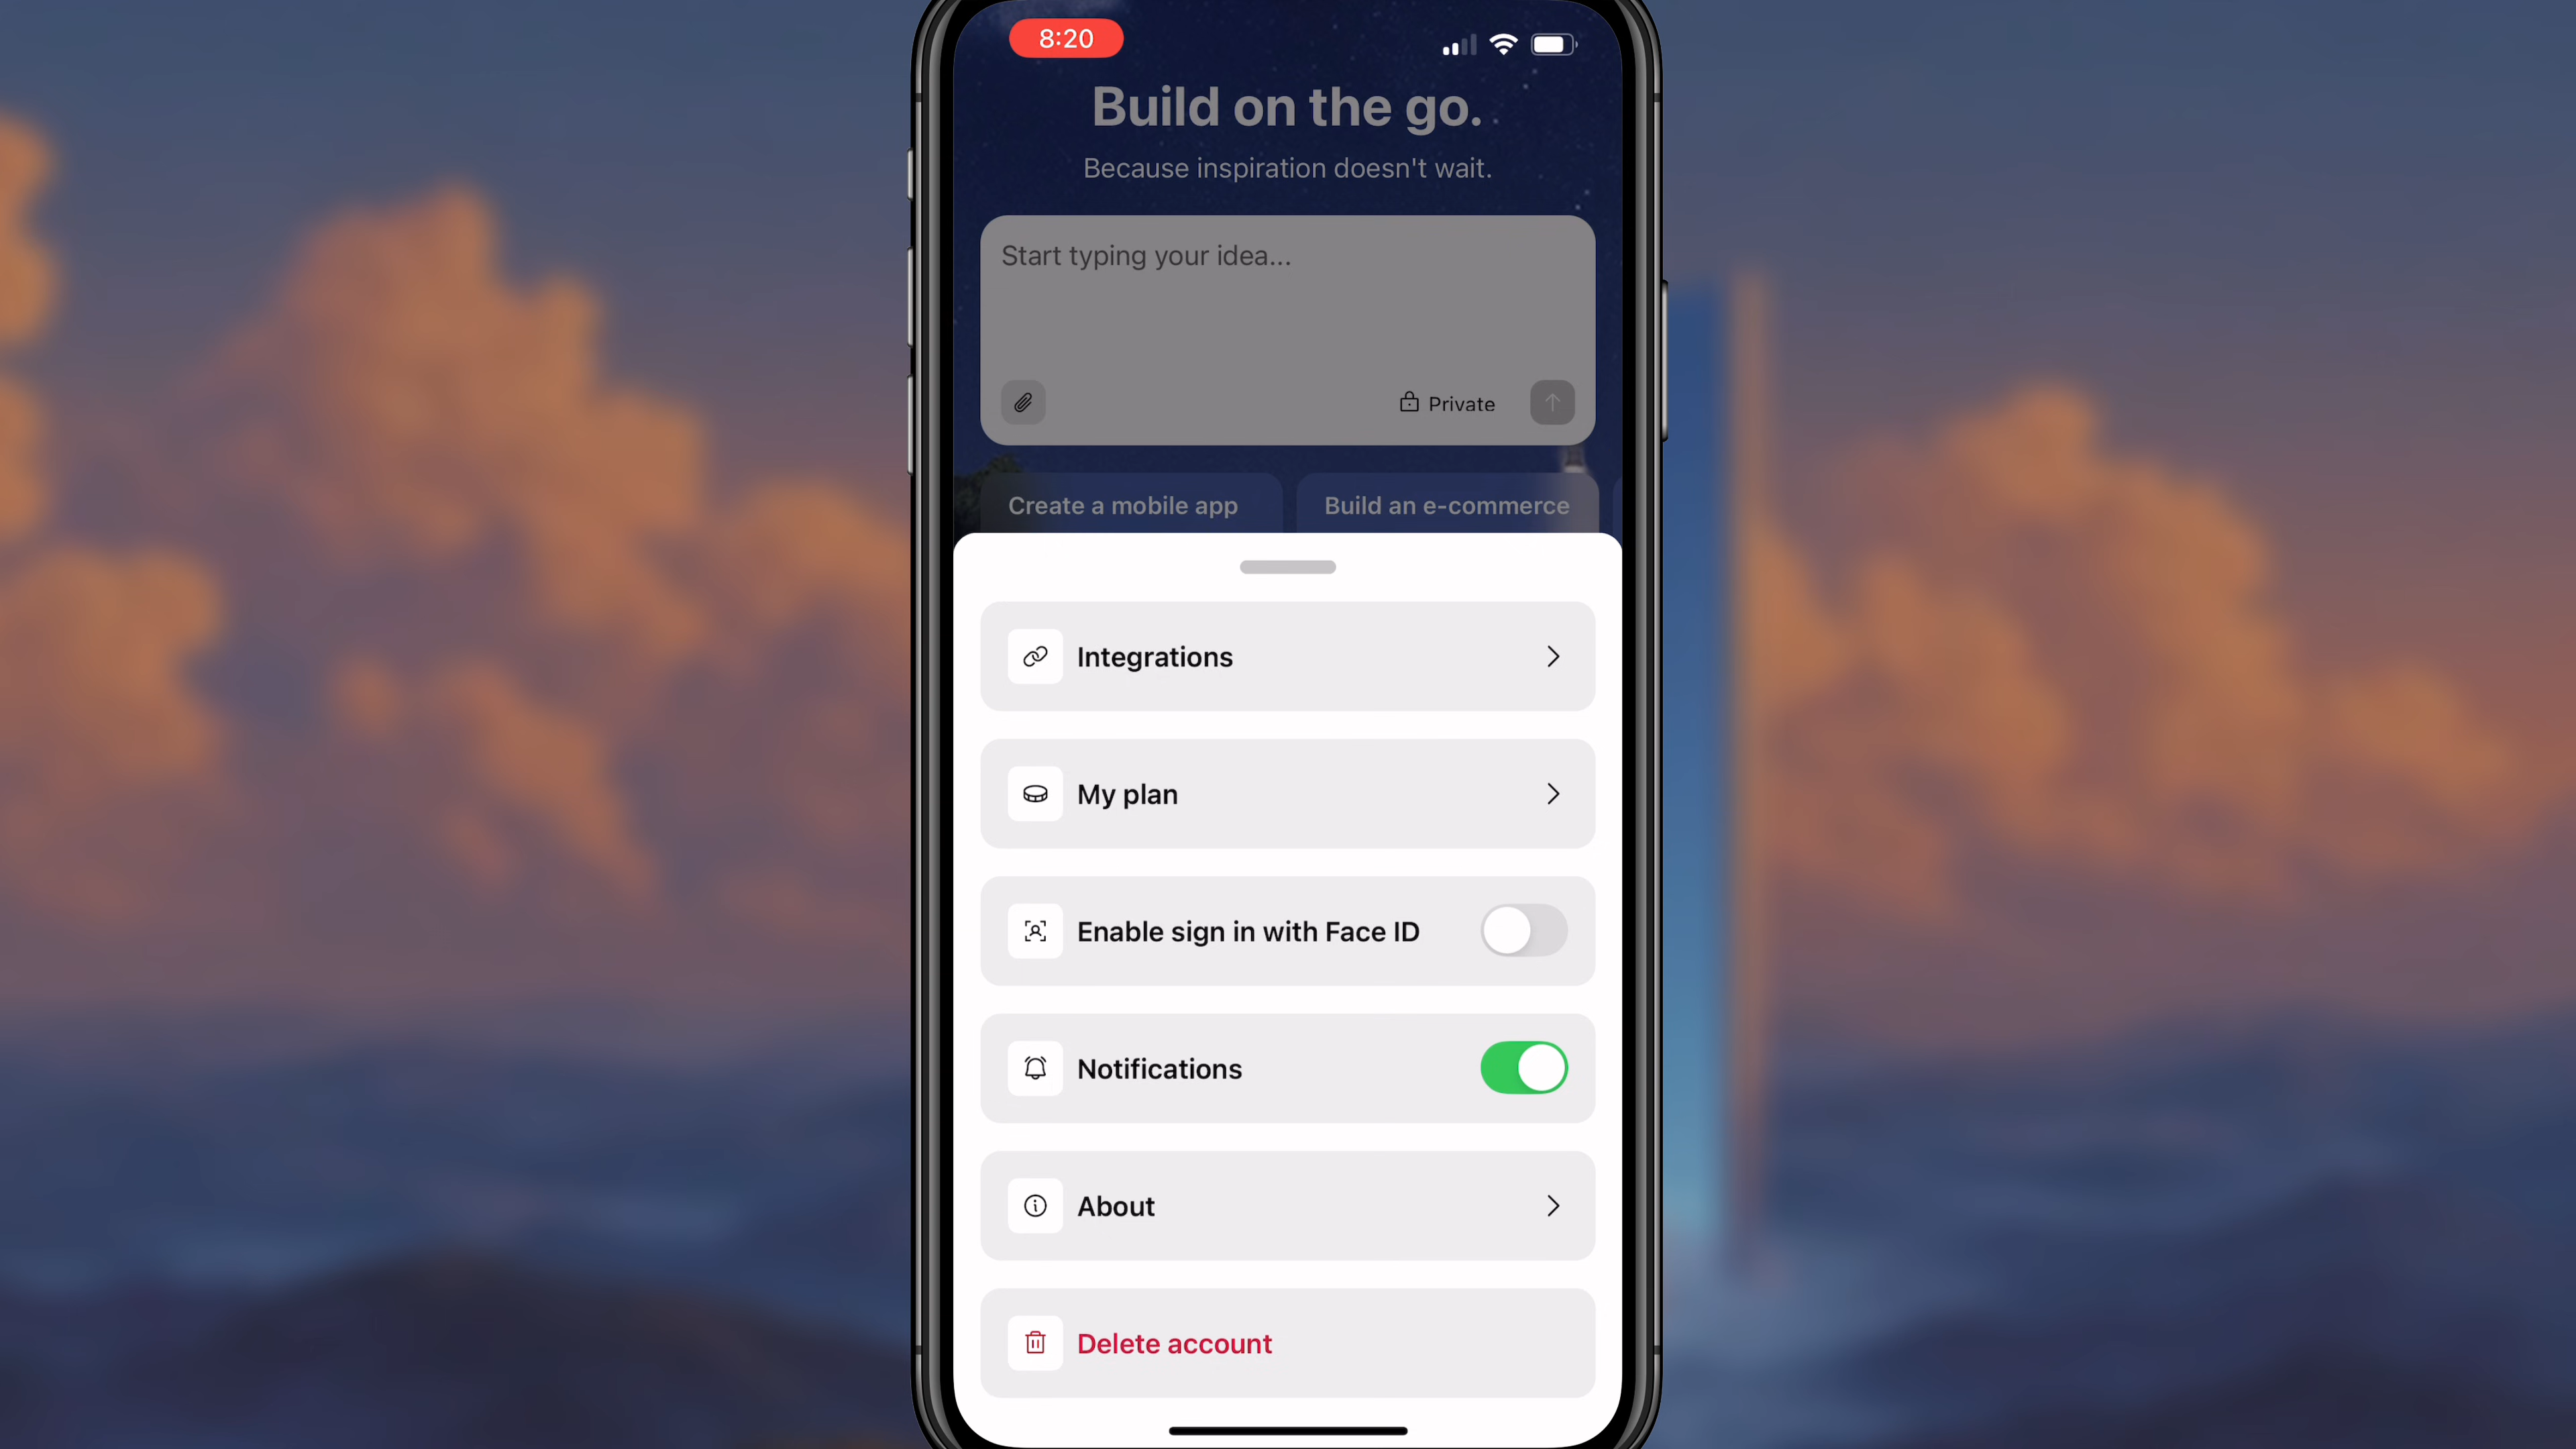 8:20
Build on the go.
Because inspiration doesn't wait.
Start typing your idea...
Private
Create a mobile app
Build an e-commerce
Integrations
My plan
Enable sign in with Face ID
Notifications
About
Delete account